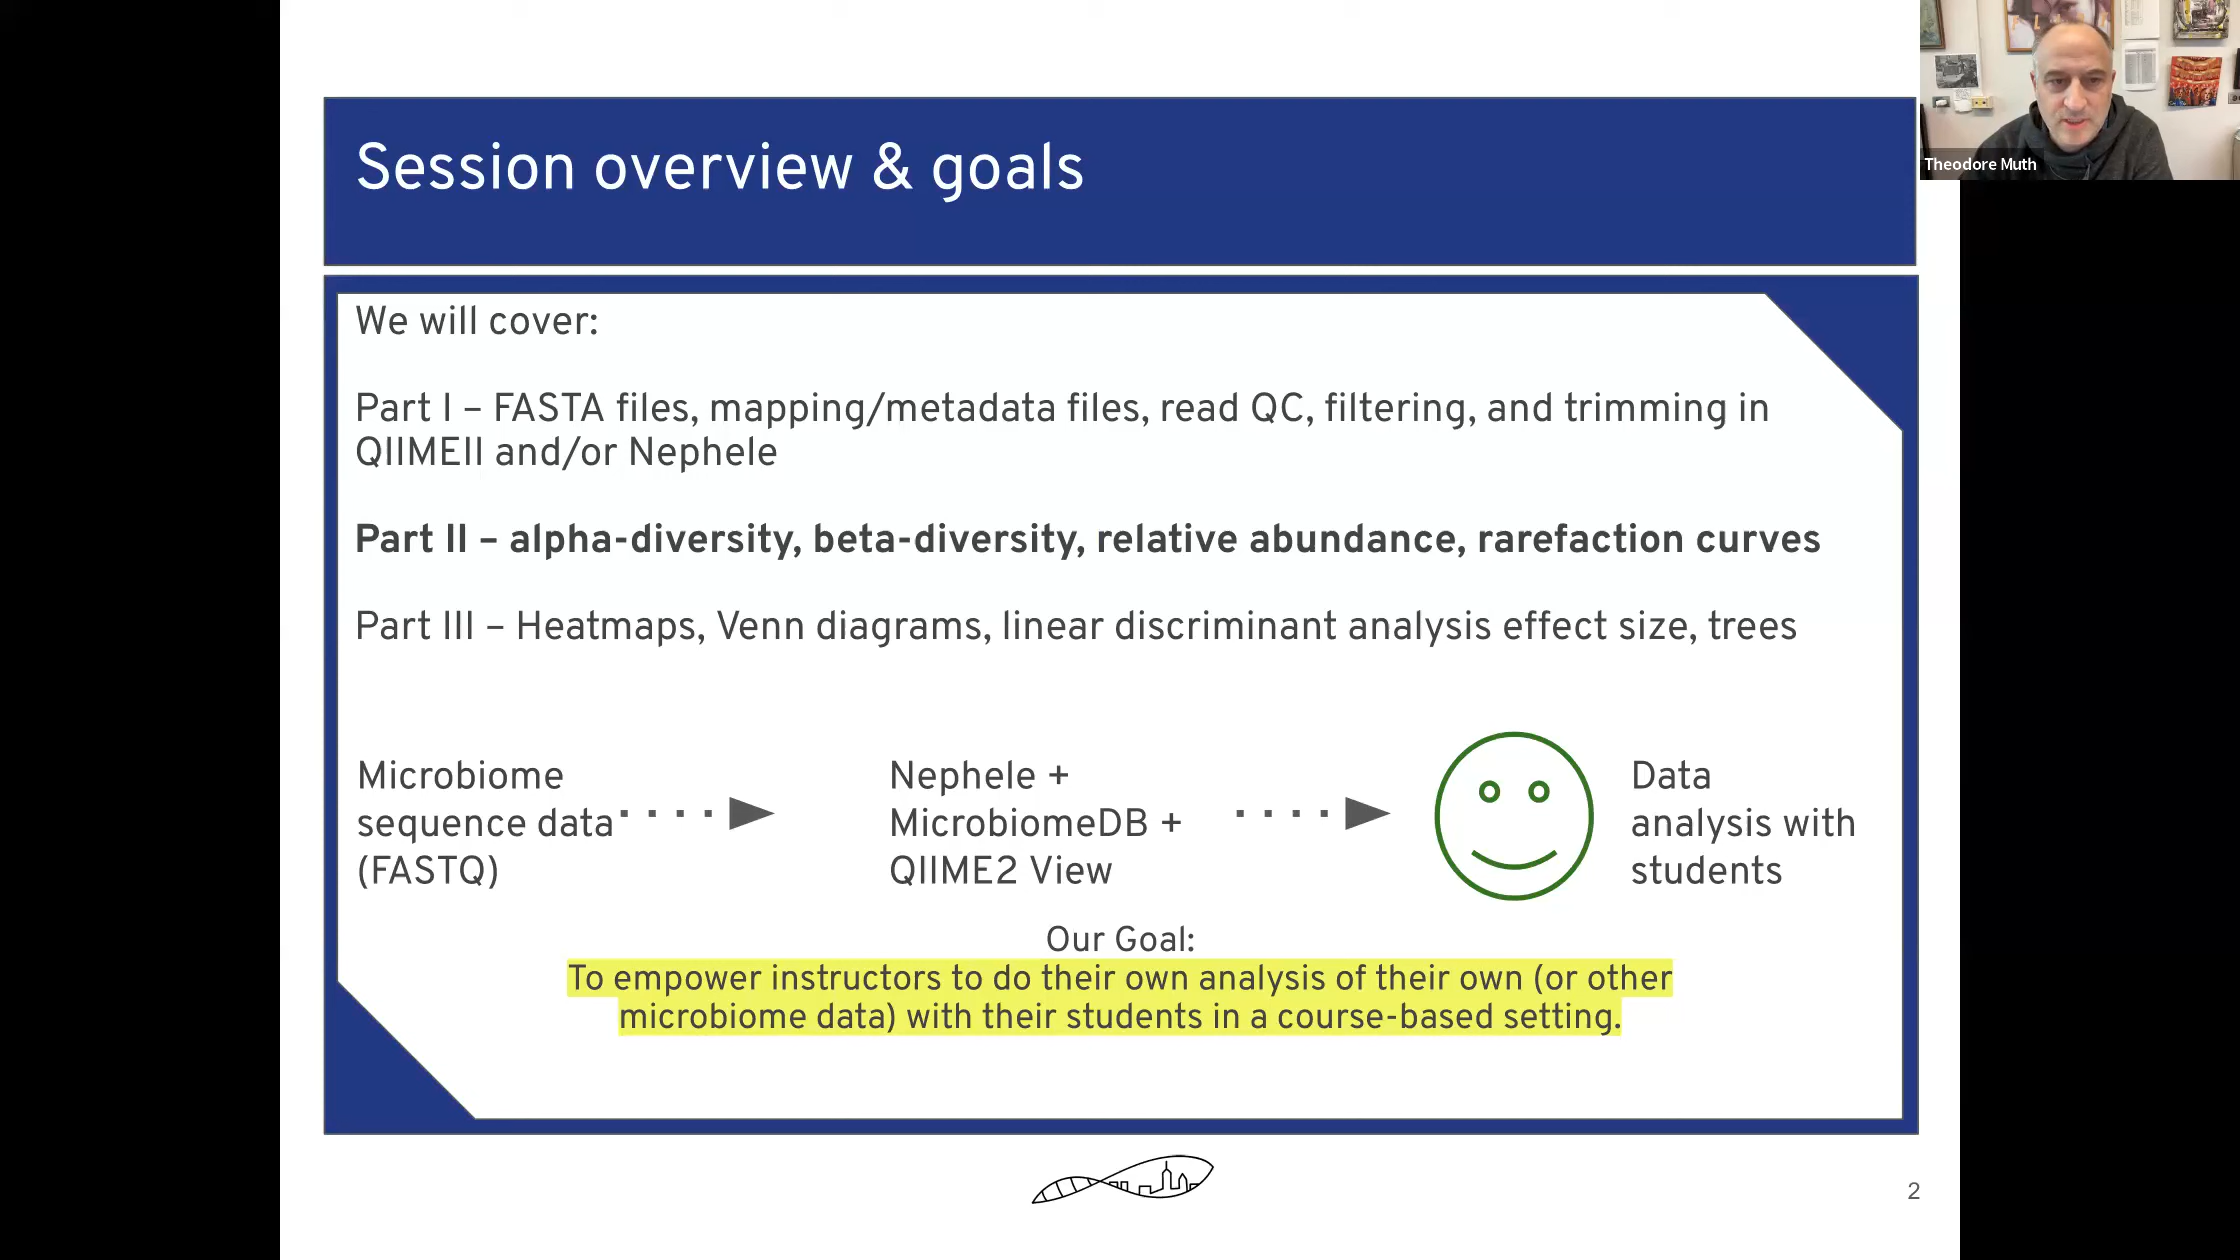 Session overview & goals
Theodore Muth
We will cover:
Part I – FASTA files, mapping/metadata files, read QC, filtering, and trimming in
QIIMEII and/or Nephele
Part II – alpha-diversity, beta-diversity, relative abundance, rarefaction curves
Part III – Heatmaps, Venn diagrams, linear discriminant analysis effect size, trees
Microbiome
sequence data
(FASTQ)
Nephele +
MicrobiomeDB +
QIIME2 View
Data
analysis with
students
Our Goal:
To empower instructors to do their own analysis of their own (or other
microbiome data) with their students in a course-based setting.
2